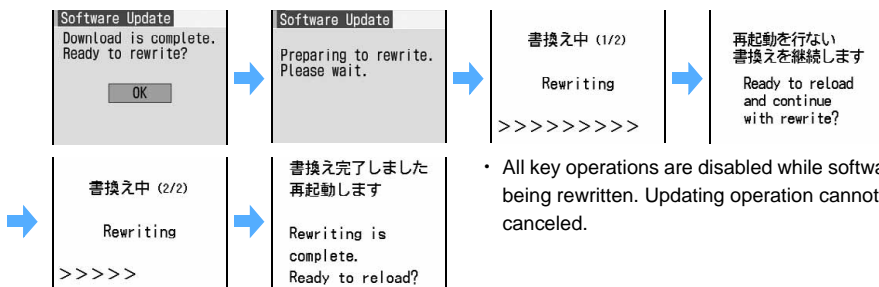 Software Update
Download is complete.
Ready to rewrite?
OK
Software Update
Preparing to rewrite.
Please wait.
書換え中 (1/2)
Rewriting
>>>>>>>>>
再起動を行ない
書換えを継続します
Ready to reload
and continue
with rewrite?
書換え中 (2/2)
Rewriting
>>>>>
書換え完了しました
再起動します
Rewriting is
complete.
Ready to reload?
・ All key operations are disabled while
being rewritten. Updating operation cannot
canceled.